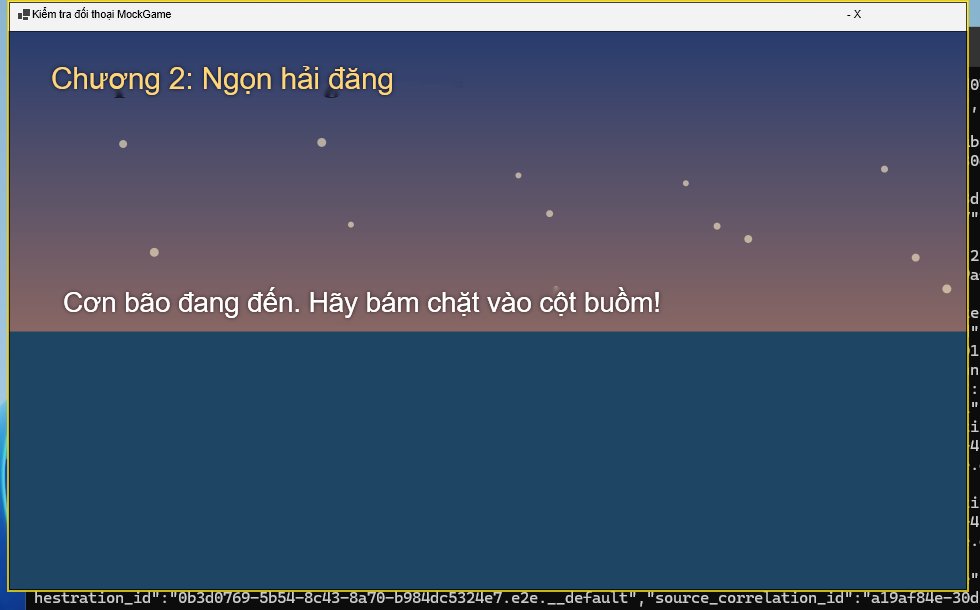 Kiểm tra đối thoại MockGame
- X
Chương 2: Ngọn hải đăng
Cơn bão đang đến. Hãy bám chặt vào cột buồm!
hestration_id":"0b3d0769-5b54-8c43-8a70-b984dc5324e7.e2e.__default","source_correlation_id":"a19af84e-30d